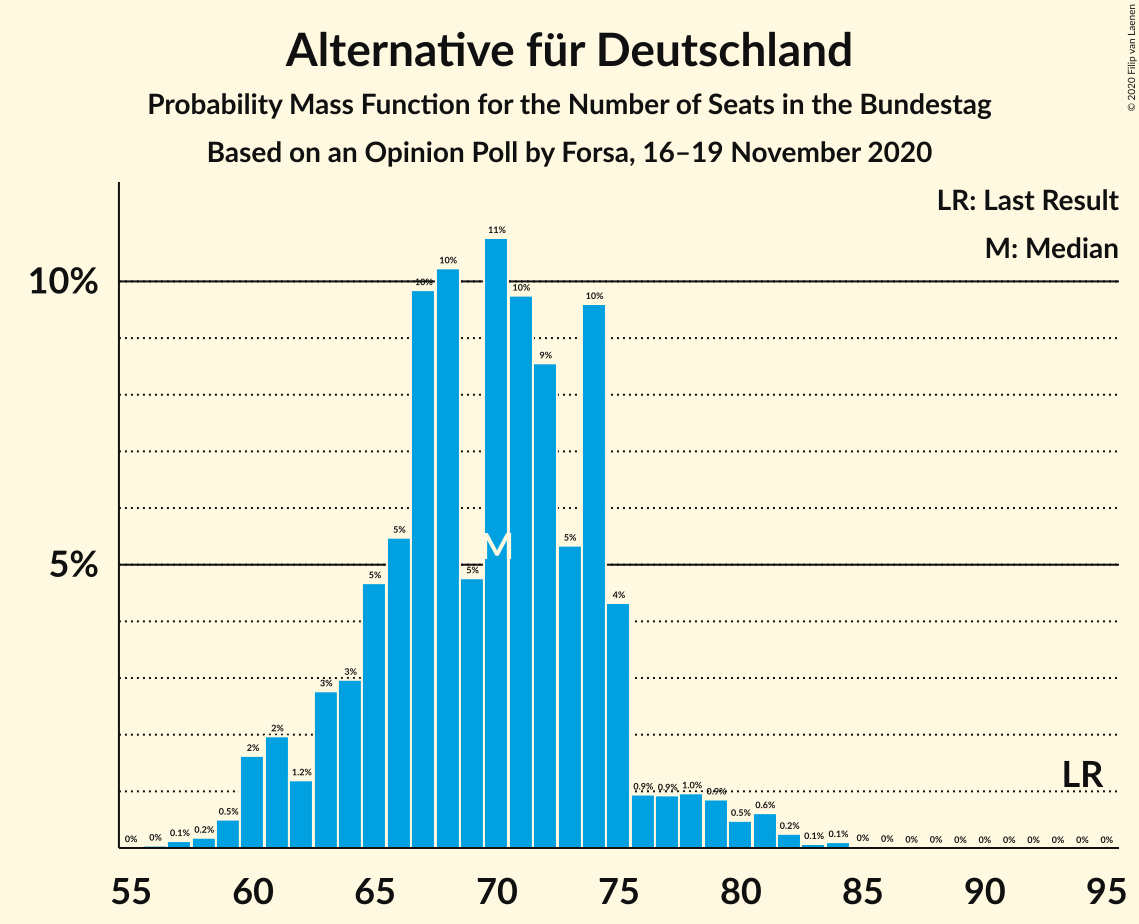 Alternative für Deutschland
Probability Mass Function for the Number of Seats in the Bundestag
Based on an Opinion Poll by Forsa, 16–19 November 2020
© 2020 Filip van Laenen
LR: Last Result
M: Median
10%
5%
0% 0% 0.1% 0.2% 0.5% 2% 2% 1.2% 3% 3% 5% 5% 10% 10% 5% 11% 10% 9% 5% 10% 4% 0.9% 0.9% 1.0% 0.9% 0.5% 0.6% 0.2% 0.1% 0.1% 0% 0% 0% 0% 0% 0% 0% 0% 0% 0% 0%
M
LR
55 60 65 70 75 80 85 90 95